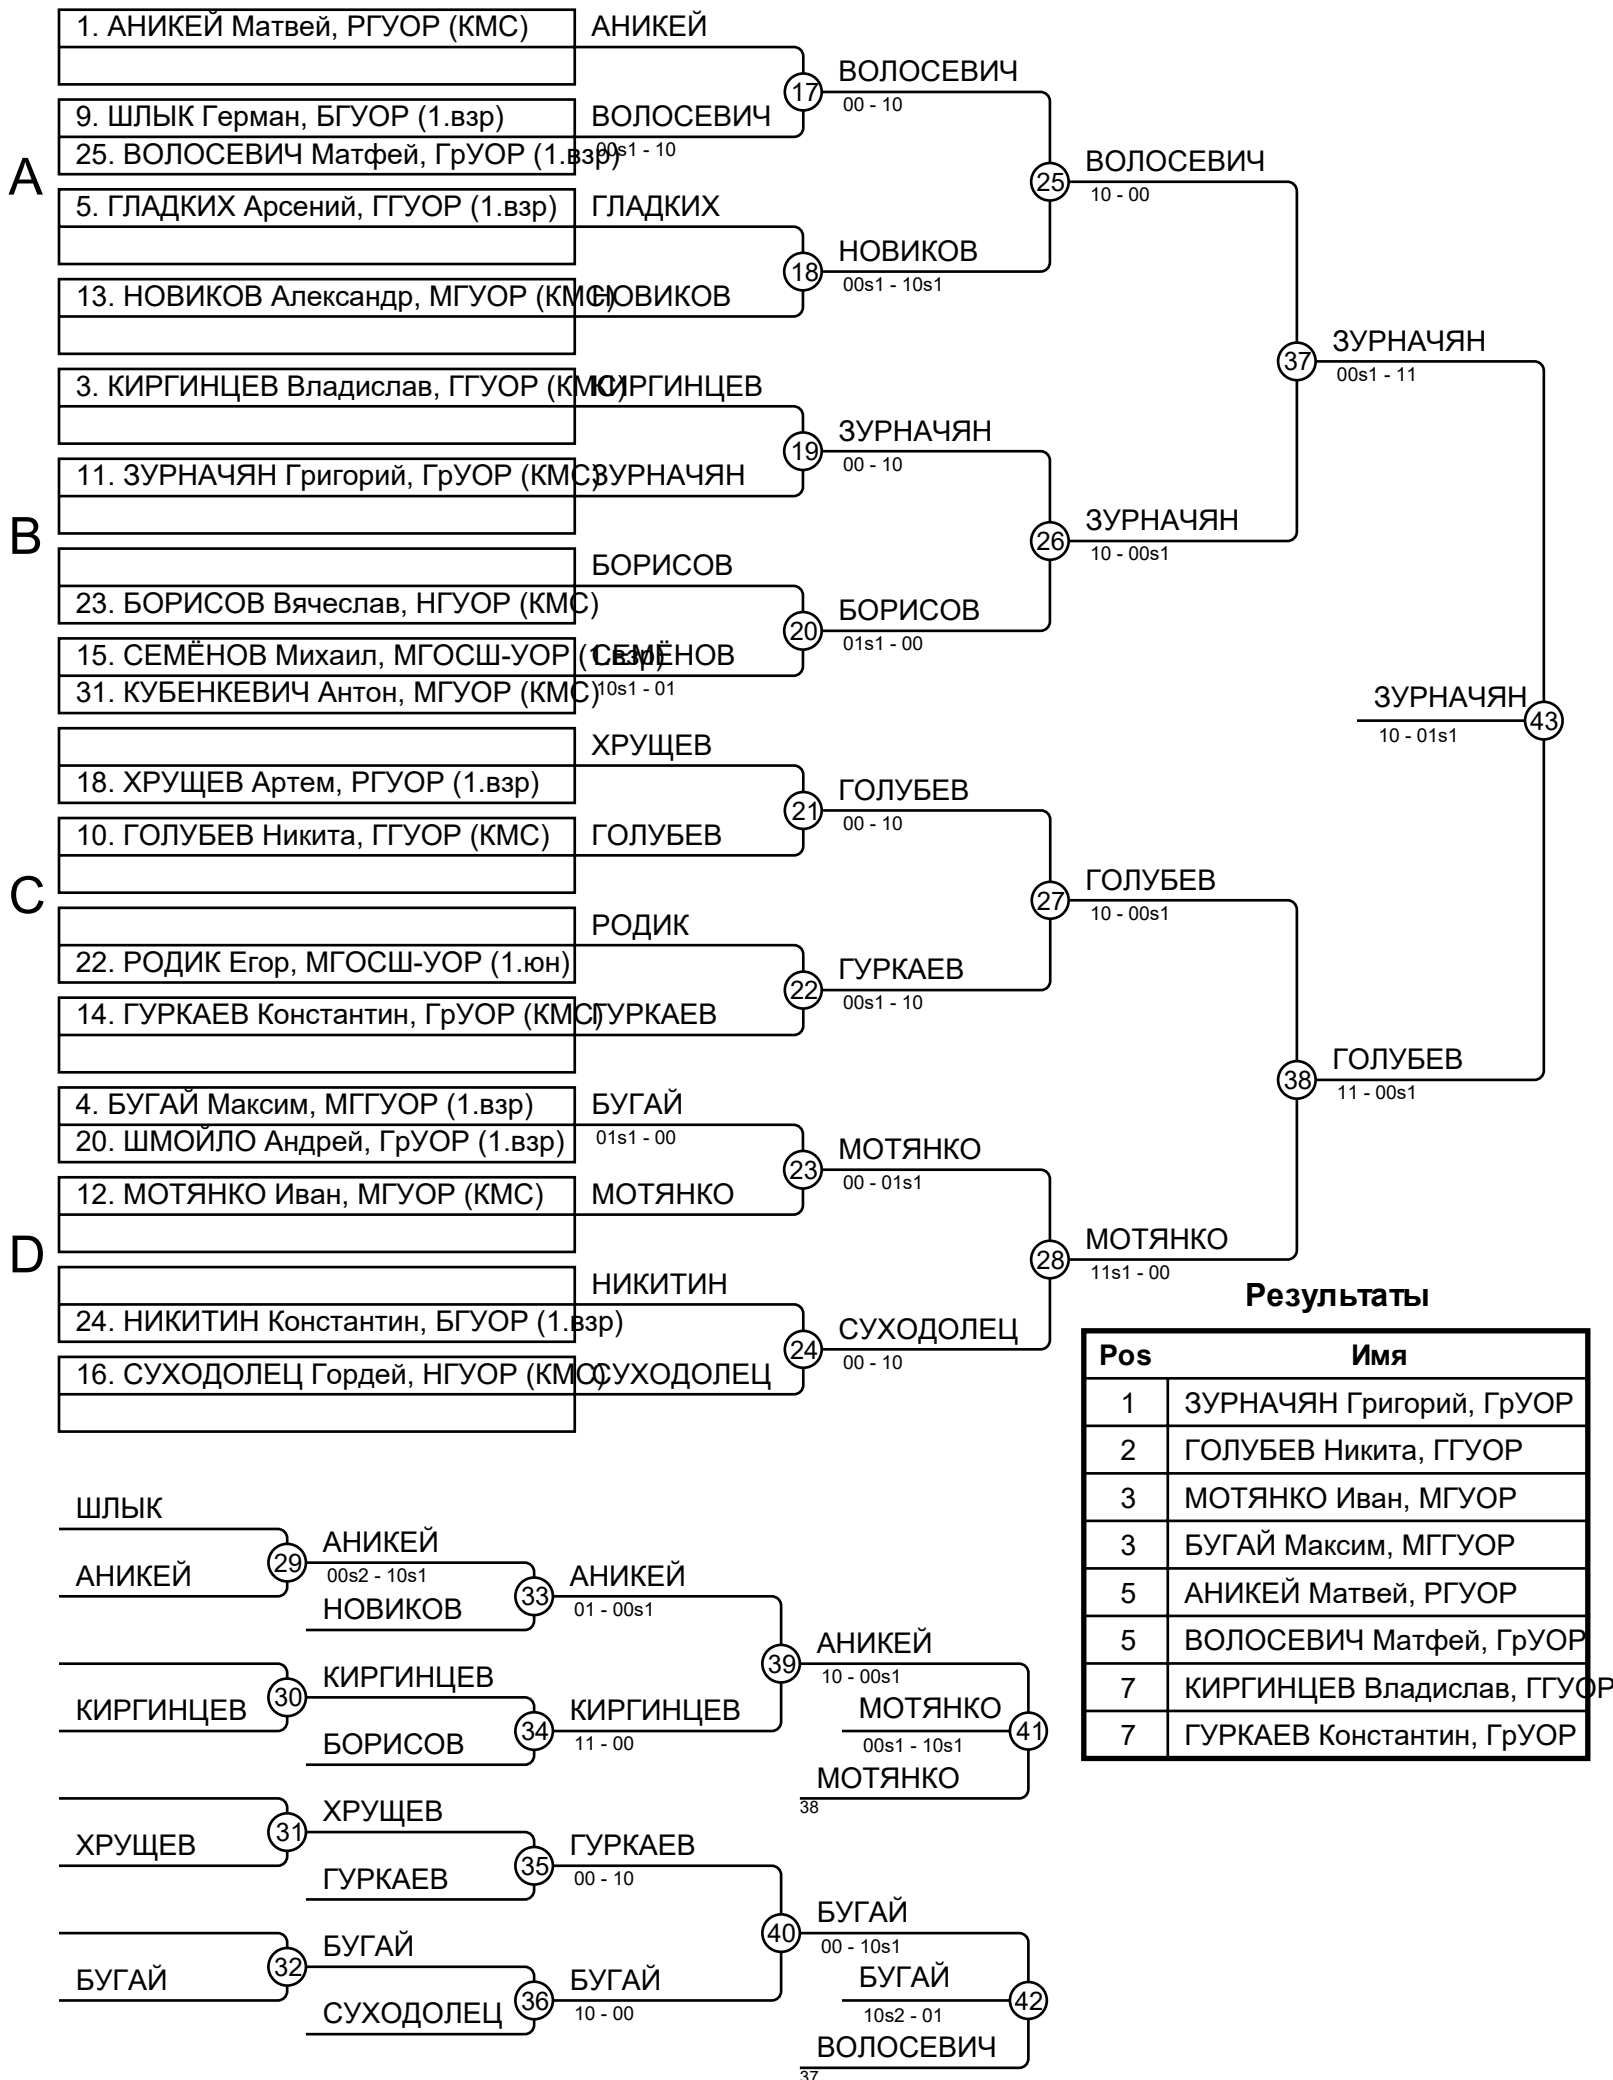 1. АНИКЕЙ Матвей, РГУОР (КМС)
АНИКЕЙ
17
ВОЛОСЕВИЧ
00 - 10
9. ШЛЫК Герман, БГУОР (1.взр)
25. ВОЛОСЕВИЧ Матфей, ГрУОР (1.взр)
ВОЛОСЕВИЧ
00s1 - 10
A
25
ВОЛОСЕВИЧ
10 - 00
5. ГЛАДКИХ Арсений, ГГУОР (1.взр)
ГЛАДКИХ
18
НОВИКОВ
00s1 - 10s1
13. НОВИКОВ Александр, МГУОР (КМС)
НОВИКОВ
37
ЗУРНАЧЯН
00s1 - 11
3. КИРГИНЦЕВ Владислав, ГГУОР (КМС)
КИРГИНЦЕВ
19
ЗУРНАЧЯН
00 - 10
11. ЗУРНАЧЯН Григорий, ГрУОР (КМС)
ЗУРНАЧЯН
B
26
ЗУРНАЧЯН
10 - 00s1
БОРИСОВ
23. БОРИСОВ Вячеслав, НГУОР (КМС)
20
БОРИСОВ
01s1 - 00
15. СЕМЁНОВ Михаил, МГОСШ-УОР (1.взр)
31. КУБЕНКЕВИЧ Антон, МГУОР (КМС)
СЕМЁНОВ
10s1 - 01
ЗУРНАЧЯН
43
10 - 01s1
ХРУЩЕВ
18. ХРУЩЕВ Артем, РГУОР (1.взр)
21
ГОЛУБЕВ
00 - 10
10. ГОЛУБЕВ Никита, ГГУОР (КМС)
ГОЛУБЕВ
C
27
ГОЛУБЕВ
10 - 00s1
РОДИК
22. РОДИК Егор, МГОСШ-УОР (1.юн)
22
ГУРКАЕВ
00s1 - 10
14. ГУРКАЕВ Константин, ГрУОР (КМС)
ГУРКАЕВ
38
ГОЛУБЕВ
11 - 00s1
4. БУГАЙ Максим, МГГУОР (1.взр)
20. ШМОЙЛО Андрей, ГрУОР (1.взр)
БУГАЙ
01s1 - 00
23
МОТЯНКО
00 - 01s1
12. МОТЯНКО Иван, МГУОР (КМС)
МОТЯНКО
D
28
МОТЯНКО
11s1 - 00
НИКИТИН
24. НИКИТИН Константин, БГУОР (1.взр)
24
СУХОДОЛЕЦ
00 - 10
16. СУХОДОЛЕЦ Гордей, НГУОР (КМС)
СУХОДОЛЕЦ
Результаты
Pos Имя
1 ЗУРНАЧЯН Григорий, ГрУОР
2 ГОЛУБЕВ Никита, ГГУОР
3 МОТЯНКО Иван, МГУОР
3 БУГАЙ Максим, МГГУОР
5 АНИКЕЙ Матвей, РГУОР
5 ВОЛОСЕВИЧ Матфей, ГрУОР
7 КИРГИНЦЕВ Владислав, ГГУОР
7 ГУРКАЕВ Константин, ГрУОР
ШЛЫК
АНИКЕЙ
29
АНИКЕЙ
00s2 - 10s1
НОВИКОВ
33
АНИКЕЙ
01 - 00s1
КИРГИНЦЕВ
30
КИРГИНЦЕВ
БОРИСОВ
34
КИРГИНЦЕВ
11 - 00
39
АНИКЕЙ
10 - 00s1
МОТЯНКО
41
00s1 - 10s1
МОТЯНКО
38
ХРУЩЕВ
31
ХРУЩЕВ
ГУРКАЕВ
35
ГУРКАЕВ
00 - 10
БУГАЙ
32
БУГАЙ
СУХОДОЛЕЦ
36
БУГАЙ
10 - 00
40
БУГАЙ
00 - 10s1
БУГАЙ
42
10s2 - 01
ВОЛОСЕВИЧ
37